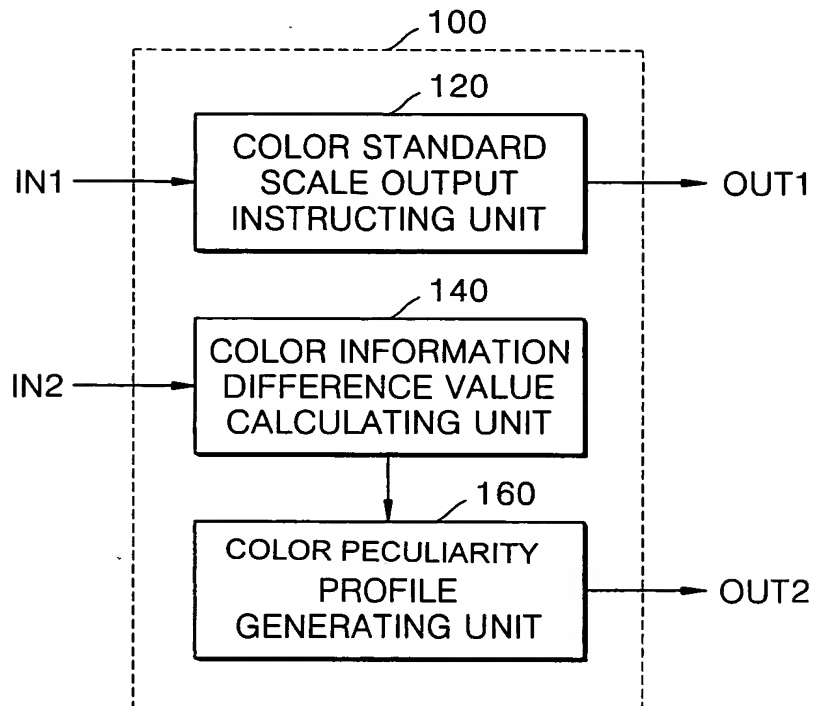 100
120
COLOR STANDARD
SCALE OUTPUT
INSTRUCTING UNIT
IN1
OUT1
140
COLOR INFORMATION
DIFFERENCE VALUE
CALCULATING UNIT
IN2
160
COLOR PECULIARITY
PROFILE
GENERATING UNIT
OUT2